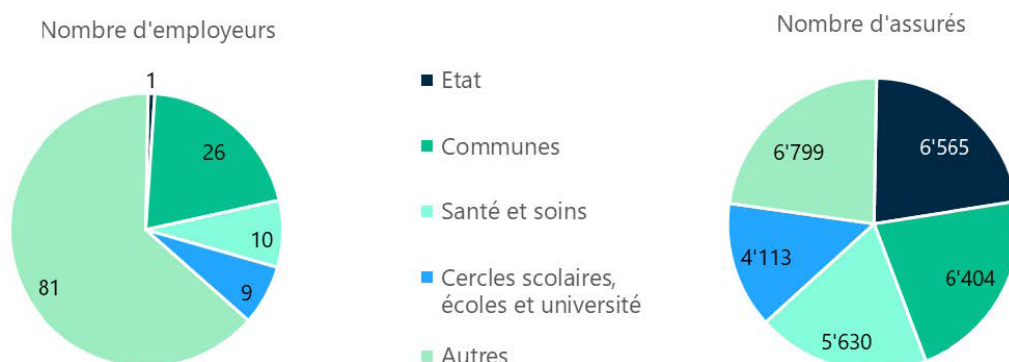 Nombre d'employeurs
1
26
10
9
81
Etat
Communes
Santé et soins
Cercles scolaires,
écoles et université
Autres
Nombre d'assurés
6'565
6'404
5'630
4'113
6'799